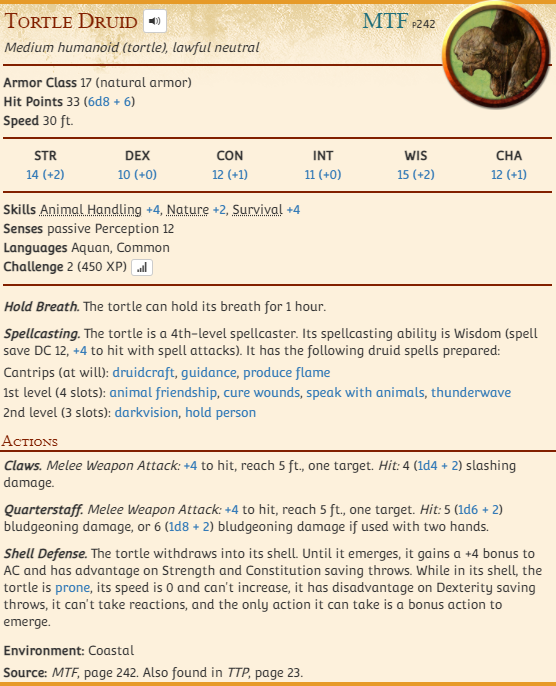 Tortle Druid MTF p242
Medium humanoid (tortle), lawful neutral
Armor Class 17 (natural armor)
Hit Points 33 (6d8 + 6)
Speed 30 ft.
STR DEX CON INT WIS CHA
14 (+2) 10 (+0) 12 (+1) 11 (+0) 15 (+2) 12 (+1)
Skills Animal Handling +4, Nature +2, Survival +4
Senses passive Perception 12
Languages Aquan, Common
Challenge 2 (450 XP)
Hold Breath. The tortle can hold its breath for 1 hour.
Spellcasting. The tortle is a 4th-level spellcaster. Its spellcasting ability is Wisdom (spell
save DC 12, +4 to hit with spell attacks). It has the following druid spells prepared:
Cantrips (at will): druidcraft, guidance, produce flame
1st level (4 slots): animal friendship, cure wounds, speak with animals, thunderwave
2nd level (3 slots): darkvision, hold person
Actions
Claws. Melee Weapon Attack: +4 to hit, reach 5 ft., one target. Hit: 4 (1d4 + 2) slashing
damage.
Quarterstaff. Melee Weapon Attack: +4 to hit, reach 5 ft., one target. Hit: 5 (1d6 + 2)
bludgeoning damage, or 6 (1d8 + 2) bludgeoning damage if used with two hands.
Shell Defense. The tortle withdraws into its shell. Until it emerges, it gains a +4 bonus to
AC and has advantage on Strength and Constitution saving throws. While in its shell, the
tortle is prone, its speed is 0 and can't increase, it has disadvantage on Dexterity saving
throws, it can't take reactions, and the only action it can take is a bonus action to
emerge.
Environment: Coastal
Source: MTF, page 242. Also found in TTP, page 23.